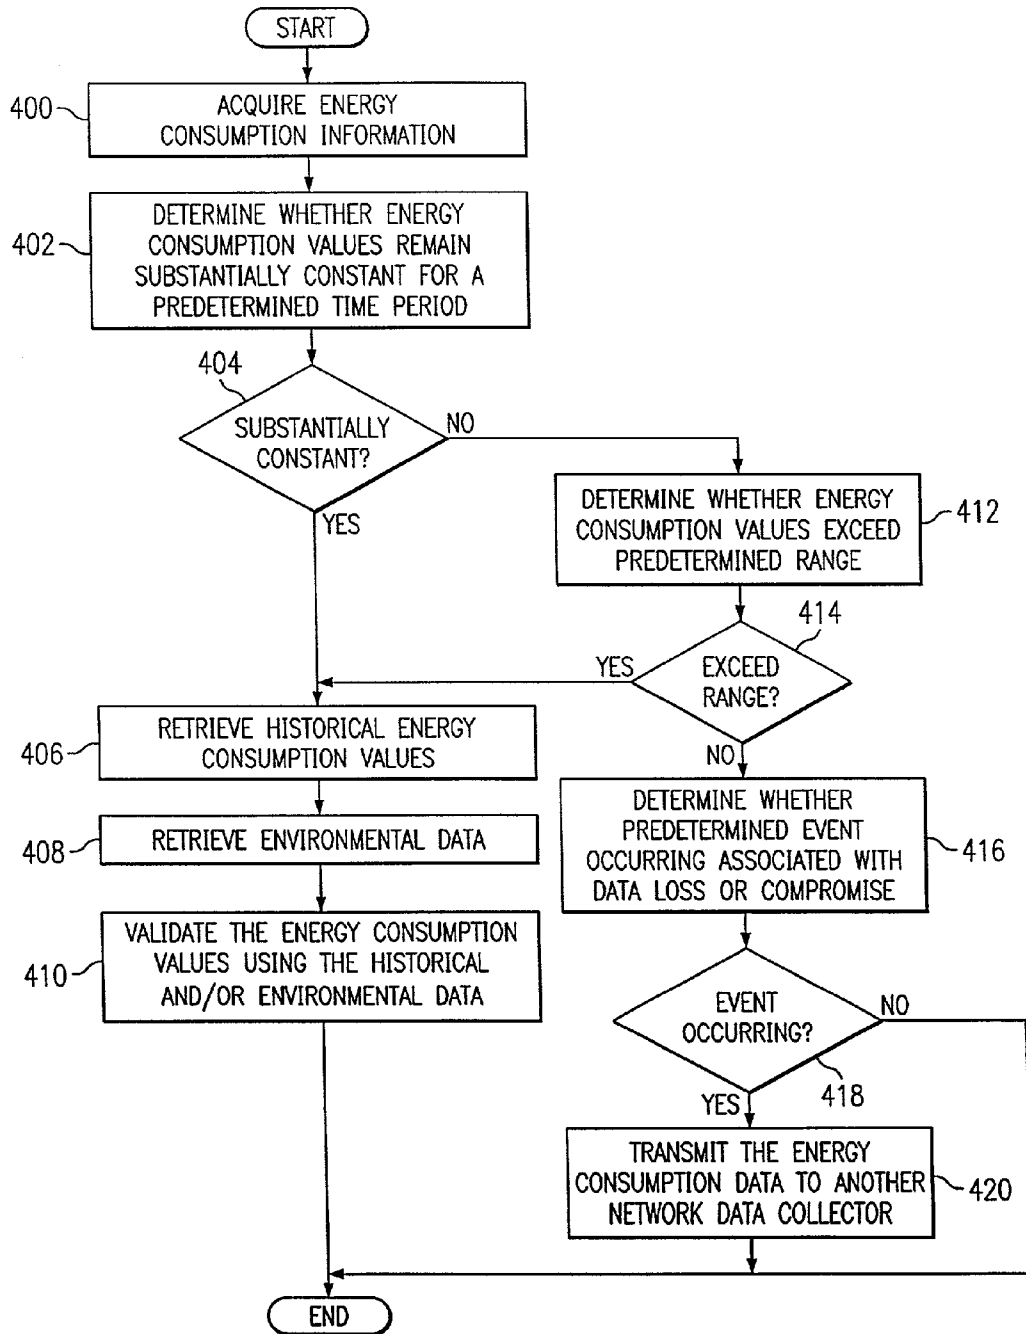 START
400
ACQUIRE ENERGY
CONSUMPTION INFORMATION
402
DETERMINE WHETHER ENERGY
CONSUMPTION VALUES REMAIN
SUBSTANTIALLY CONSTANT FOR A
PREDETERMINED TIME PERIOD
404
SUBSTANTIALLY
CONSTANT?
NO
YES
DETERMINE WHETHER ENERGY
CONSUMPTION VALUES EXCEED
PREDETERMINED RANGE
412
414
EXCEED
RANGE?
YES
NO
406
RETRIEVE HISTORICAL ENERGY
CONSUMPTION VALUES
408
RETRIEVE ENVIRONMENTAL DATA
410
VALIDATE THE ENERGY CONSUMPTION
VALUES USING THE HISTORICAL
AND/OR ENVIRONMENTAL DATA
DETERMINE WHETHER
PREDETERMINED EVENT
OCCURRING ASSOCIATED WITH
DATA LOSS OR COMPROMISE
416
EVENT
OCCURRING?
NO
418
YES
TRANSMIT THE ENERGY
CONSUMPTION DATA TO ANOTHER
NETWORK DATA COLLECTOR
420
END